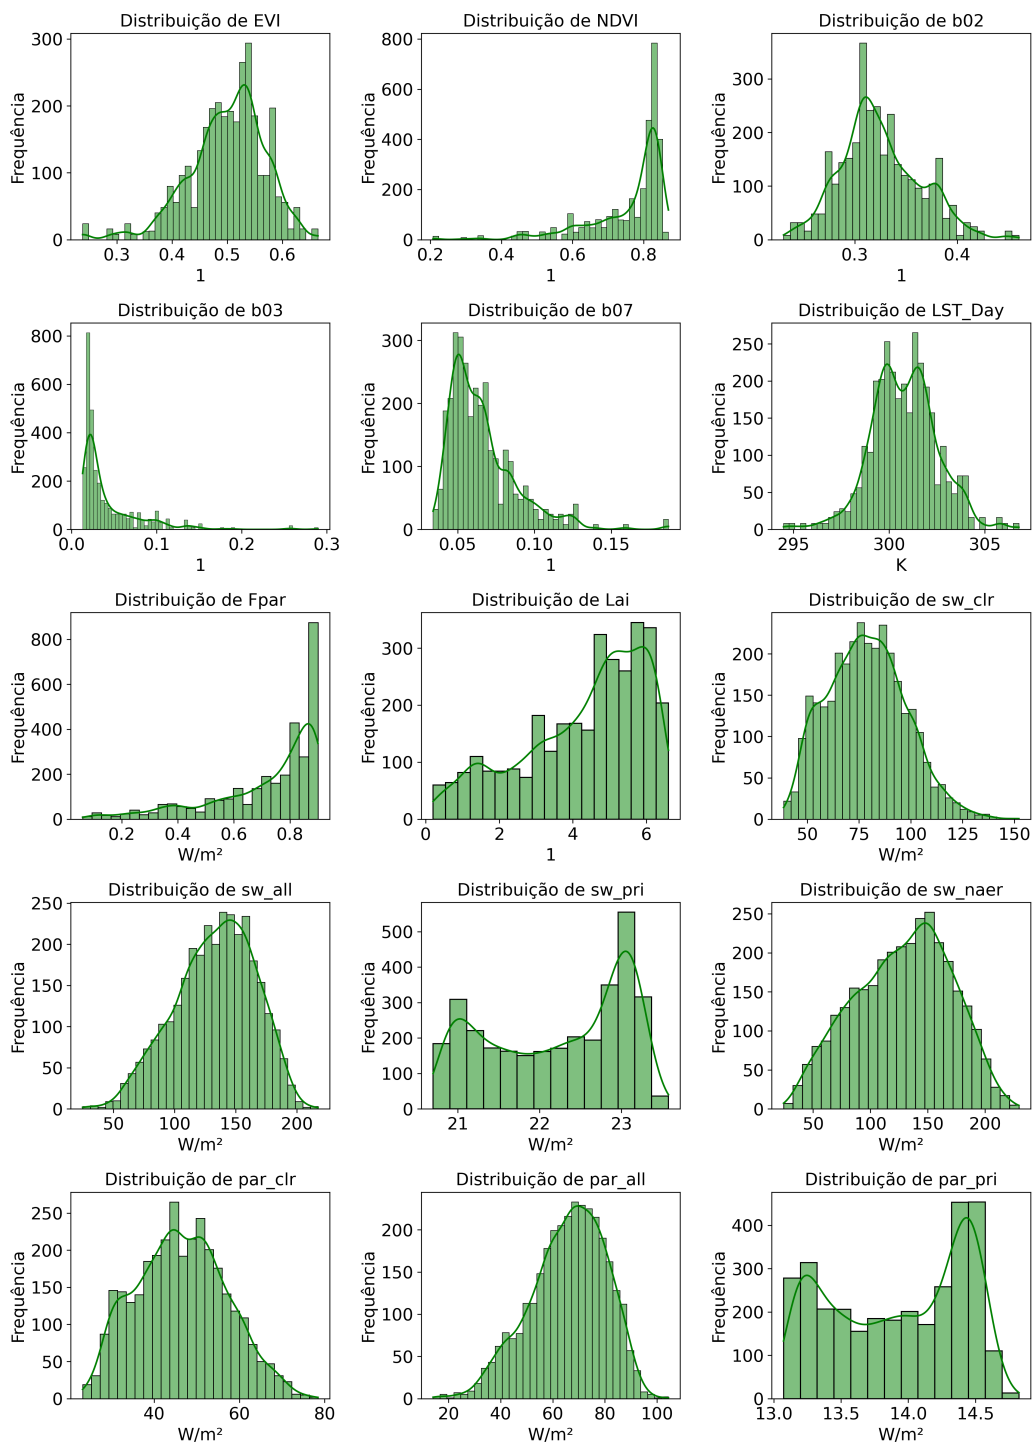 Distribuição de EVI
Frequência
300
200
100
0
0.3 0.4 0.5 0.6
1
Distribuição de NDVI
Frequência
800
600
400
200
0
0.2 0.4 0.6 0.8
1
Distribuição de b02
Frequência
300
200
100
0
0.3 0.4
1
Distribuição de b03
Frequência
800
600
400
200
0
0.0 0.1 0.2 0.3
1
Distribuição de b07
Frequência
300
200
100
0
0.05 0.10 0.15
1
Distribuição de LST_Day
Frequência
250
200
150
100
50
0
295 300 305
K
Distribuição de Fpar
Frequência
800
600
400
200
0
0.2 0.4 0.6 0.8
W/m²
Distribuição de Lai
Frequência
300
200
100
0
0 2 4 6
1
Distribuição de sw_clr
Frequência
200
150
100
50
0
50 75 100 125 150
W/m²
Distribuição de sw_all
Frequência
250
200
150
100
50
0
50 100 150 200
W/m²
Distribuição de sw_pri
Frequência
500
400
300
200
100
0
21 22 23
W/m²
Distribuição de sw_naer
Frequência
250
200
150
100
50
0
50 100 150 200
W/m²
Distribuição de par_clr
Frequência
250
200
150
100
50
0
40 60 80
W/m²
Distribuição de par_all
Frequência
200
150
100
50
0
20 40 60 80 100
W/m²
Distribuição de par_pri
Frequência
400
300
200
100
0
13.0 13.5 14.0 14.5
W/m²